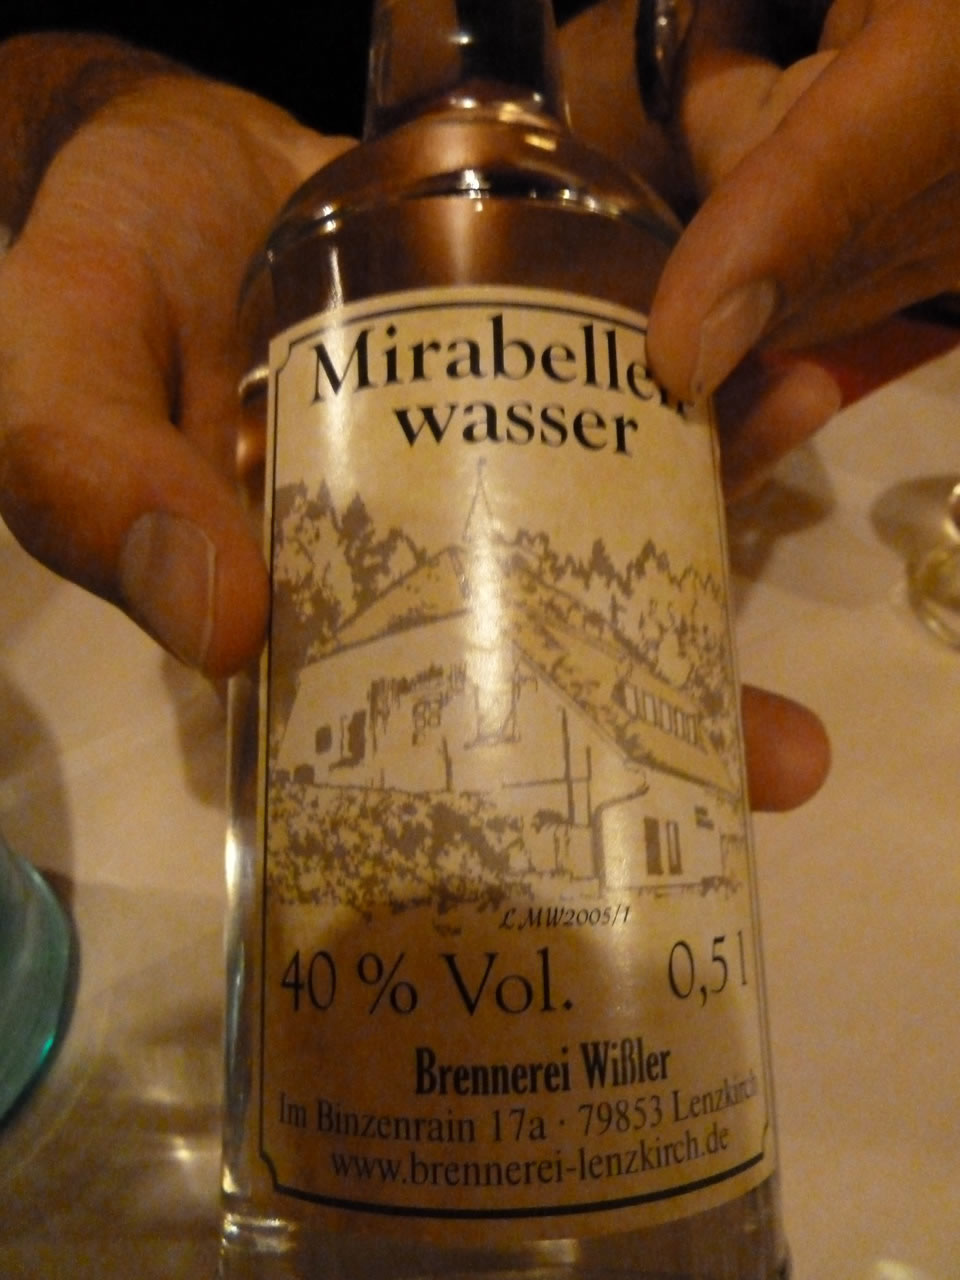 Mirabellen
wasser
LMW2005/1
40 % Vol. 0,5 l
Brennerei Wißler
Im Binzenrain 17a · 79853 Lenzkirch
www.brennerei-lenzkirch.de